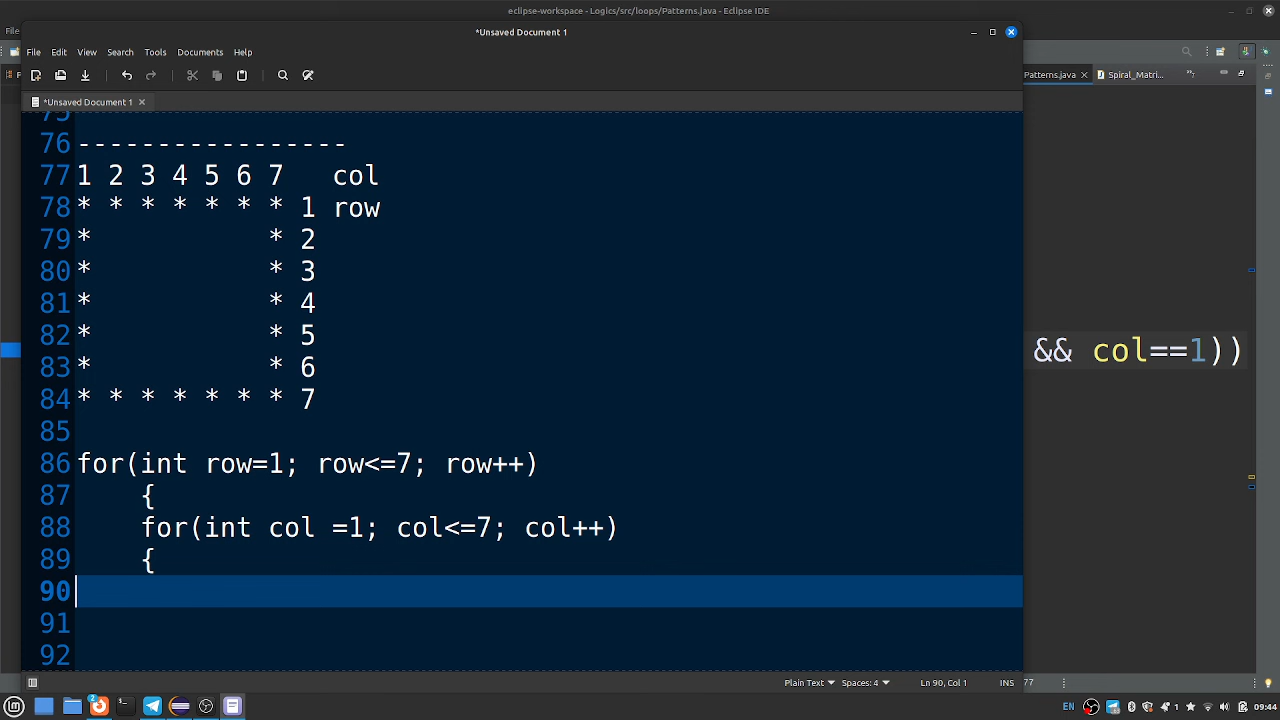 eclipse-workspace - Logics/src/loops/Patterns.java - Eclipse IDE
*Unsaved Document 1
File Edit View Search Tools Documents Help
*Unsaved Document 1
Patterns.java
Spiral_Matri...
76 -----------------
77 1 2 3 4 5 6 7   col
78 * * * * * * * 1 row
79 *           * 2
80 *           * 3
81 *           * 4
82 *           * 5
83 *           * 6
84 * * * * * * * 7
85
86 for(int row=1; row<=7; row++)
87     {
88     for(int col =1; col<=7; col++)
89     {
90
91
92
&& col==1))
Plain Text
Spaces: 4
Ln 90, Col 1
INS
77
2
EN
1
09:44